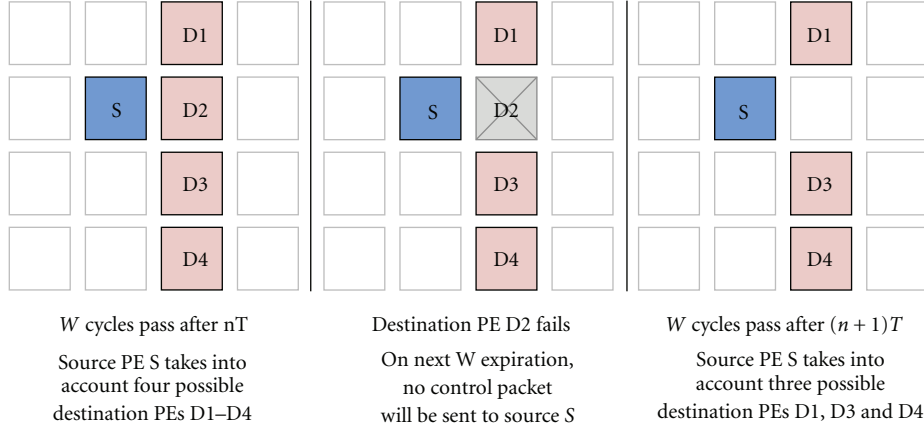 D1
S
D2
D3
D4
W cycles pass after nT
Source PE S takes into
account four possible
destination PEs D1–D4
D1
S
D2
D3
D4
Destination PE D2 fails
On next W expiration,
no control packet
will be sent to source S
D1
S
D3
D4
W cycles pass after (n + 1)T
Source PE S takes into
account three possible
destination PEs D1, D3 and D4